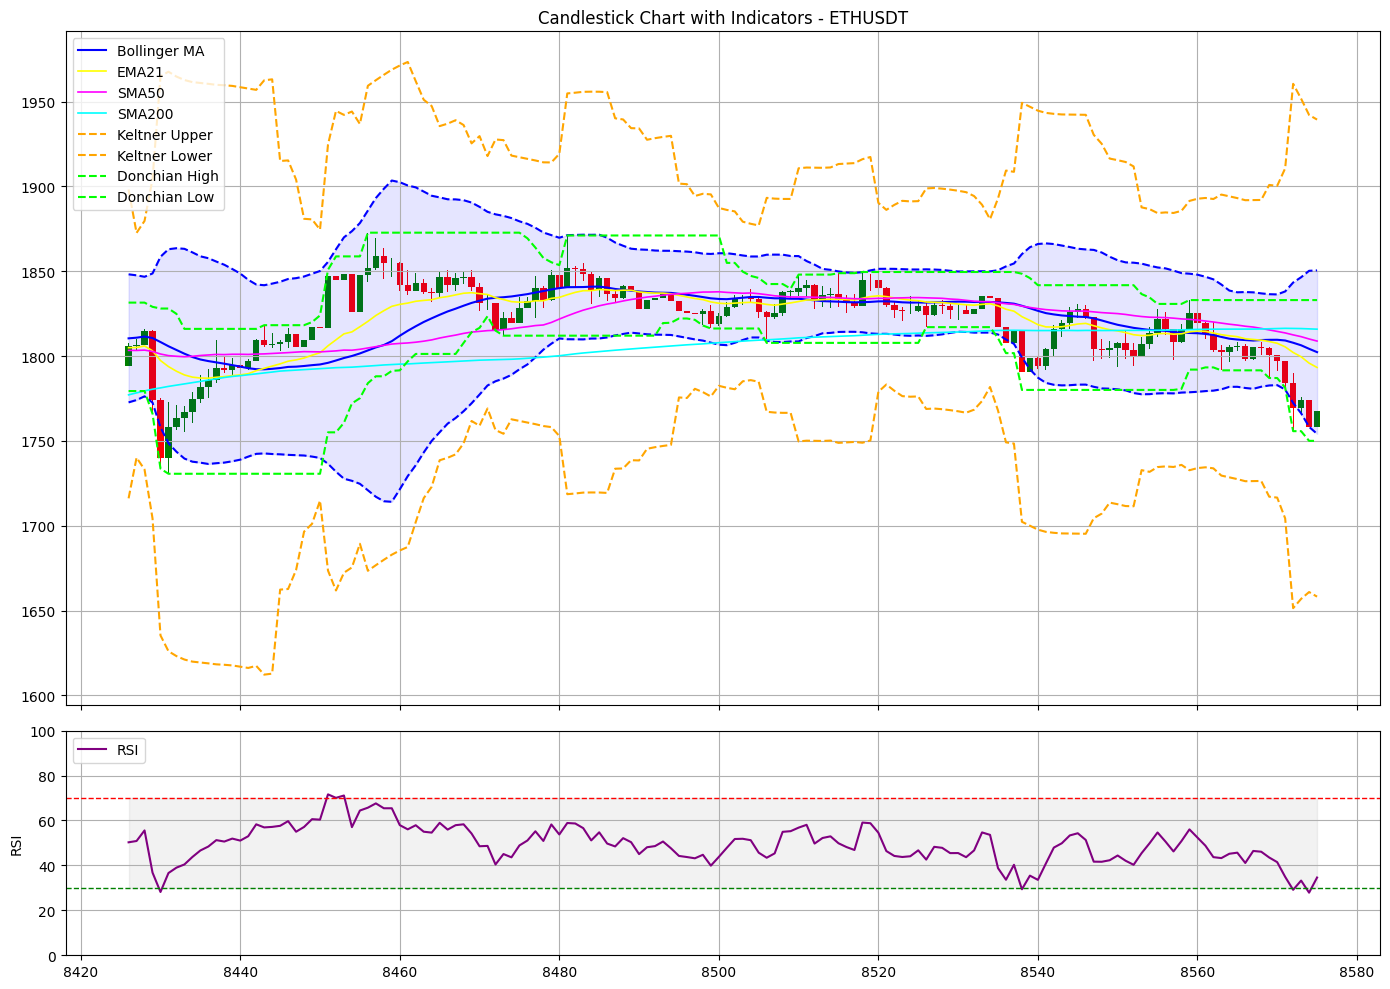 Candlestick Chart with Indicators - ETHUSDT
Bollinger MA
EMA21
SMA50
SMA200
Keltner Upper
Keltner Lower
Donchian High
Donchian Low
1950
1900
1850
1800
1750
1700
1650
1600
RSI
RSI
100
80
60
40
20
0
8420
8440
8460
8480
8500
8520
8540
8560
8580